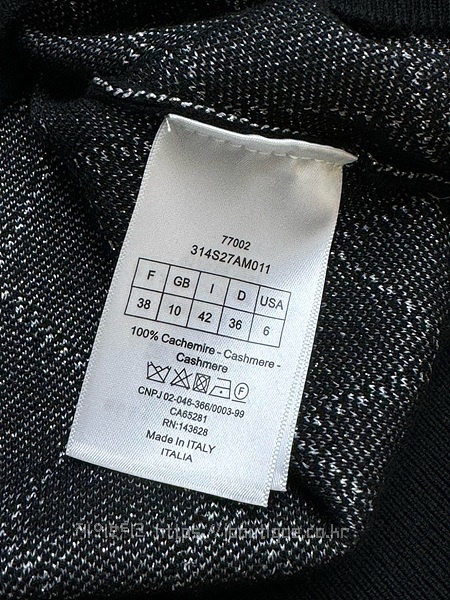 77002
314S27AM011
F GB I D USA
38 10 42 36 6
100% Cachemire - Cashmere -
Cashmere
F
CNPJ 02-046-366/0003-99
CA65281
RN:143628
Made In ITALY
ITALIA